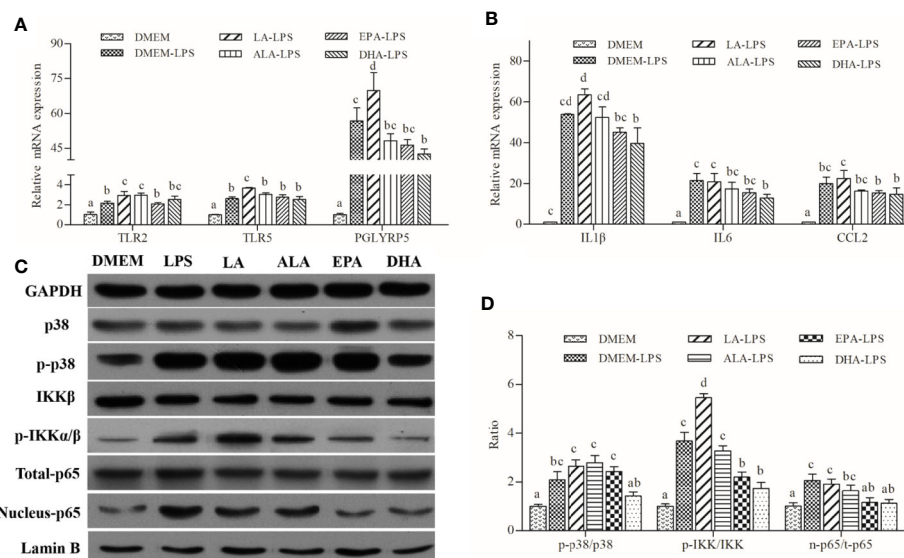 A
DMEM
LA-LPS
EPA-LPS
DMEM-LPS
ALA-LPS
DHA-LPS
Relative mRNA expression
90
75
60
45
4
2
0
a b c c b bc
a b c b b b
a c d bc bc b
TLR2 TLR5 PGLYRP5
B
DMEM
LA-LPS
EPA-LPS
DMEM-LPS
ALA-LPS
DHA-LPS
Relative mRNA expression
80
60
40
20
0
c cd d cd bc b
a c c bc bc b
a bc c b b b
IL1β IL6 CCL2
C
DMEM LPS LA ALA EPA DHA
GAPDH
p38
p-p38
IKKβ
p-IKKα/β
Total-p65
Nucleus-p65
Lamin B
D
DMEM
LA-LPS
EPA-LPS
DMEM-LPS
ALA-LPS
DHA-LPS
Ratio
8
6
4
2
0
a bc c c c ab
a c d c b b
a c c bc ab ab
p-p38/p38 p-IKK/IKK n-p65/t-p65